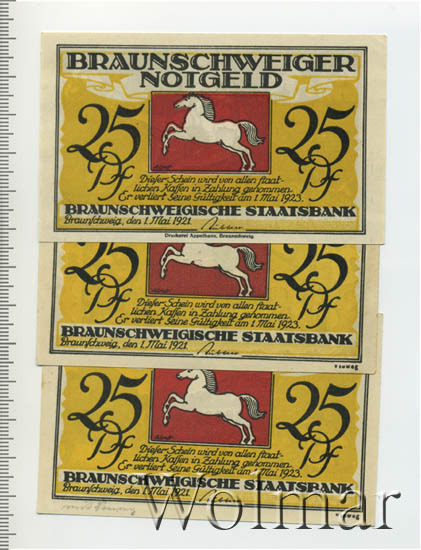 BRAUNSCHWEIGER
NOTGELD
25 Pf
25 Pf
Dieser Schein wird von allen staat-
lichen Kassen in Zahlung genommen.
Er verliert Seine Gültigkeit am 1. Mai 1923.
BRAUNSCHWEIGISCHE STAATSBANK
Braunschweig, den 1. Mai 1921.
Druckerei Appelhans, Braunschweig.
25 Pf
25 Pf
Dieser Schein wird von allen staat-
lichen Kassen in Zahlung genommen.
Er verliert Seine Gültigkeit am 1. Mai 1923.
BRAUNSCHWEIGISCHE STAATSBANK
Braunschweig, den 1. Mai 1921.
vieweg
25 Pf
25 Pf
Dieser Schein wird von allen staat-
lichen Kassen in Zahlung genommen.
Er verliert Seine Gültigkeit am 1. Mai 1923.
BRAUNSCHWEIGISCHE STAATSBANK
Braunschweig, den 1. Mai 1921.
vieweg
Wolmar